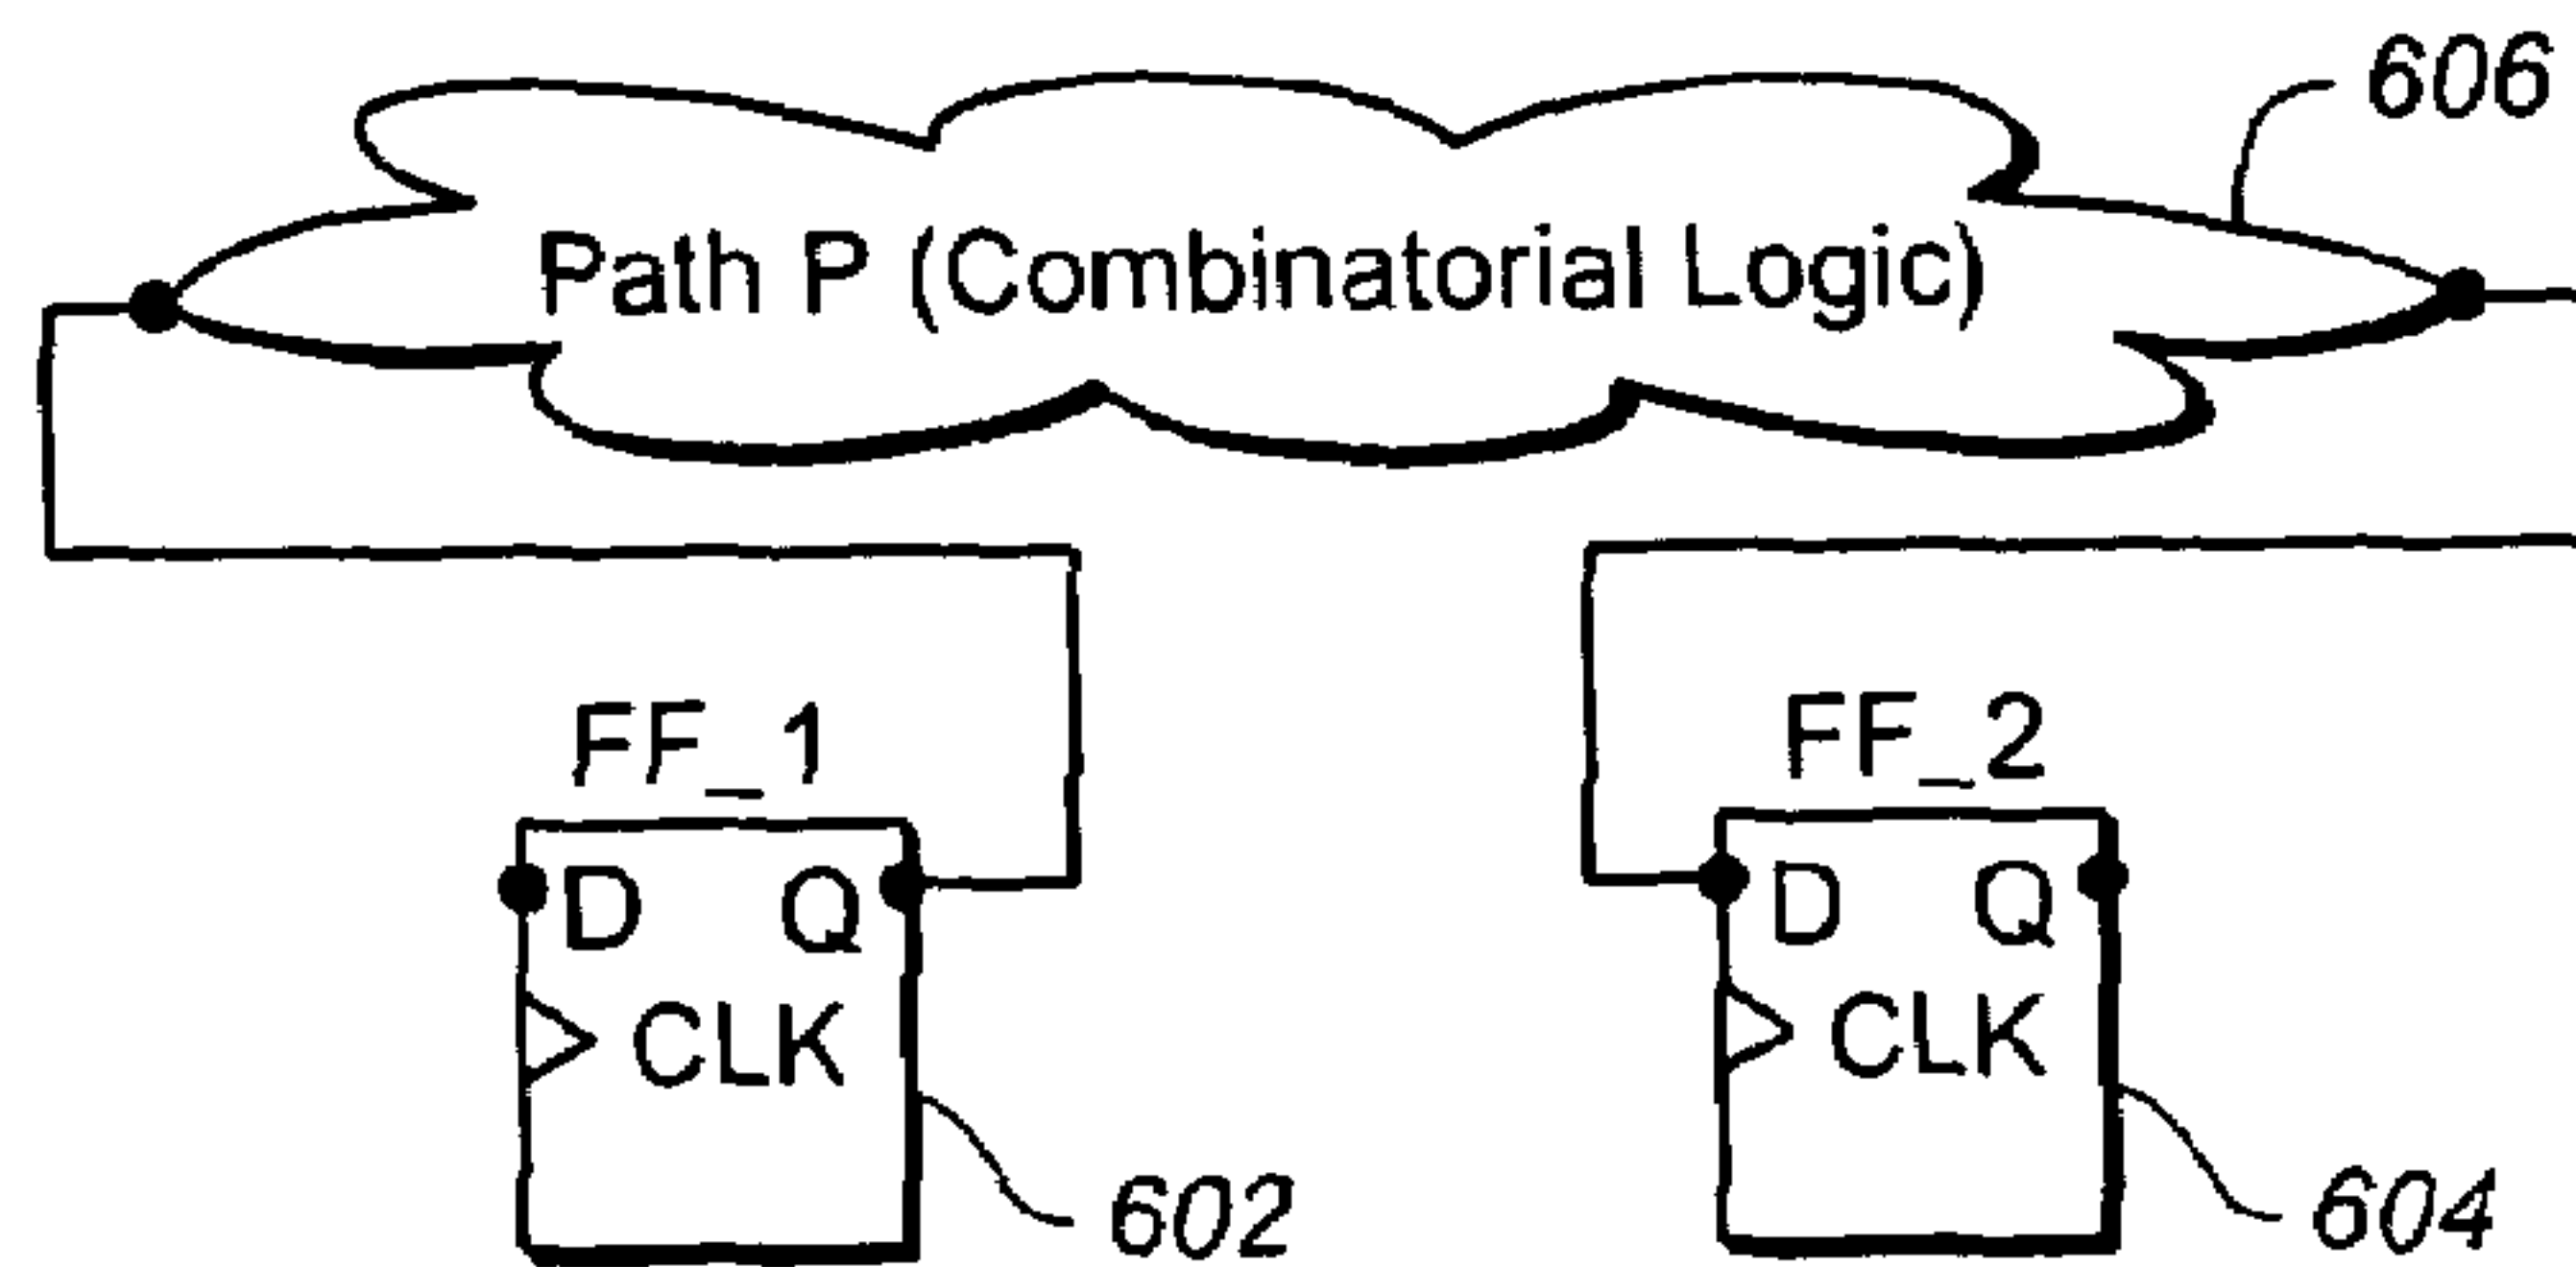 606
Path P (Combinatorial Logic)
FF_1
FF_2
D Q
D Q
CLK
CLK
602
604